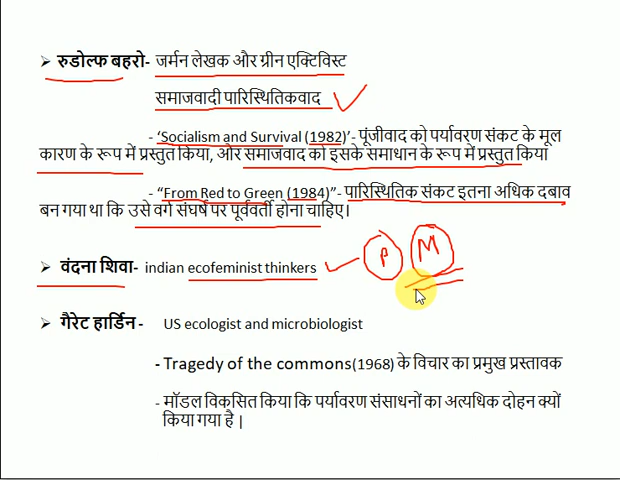 ➢ रुडोल्फ बहरो- जर्मन लेखक और ग्रीन एक्टिविस्ट
समाजवादी पारिस्थितिकवाद
- ‘Socialism and Survival (1982)’- पूंजीवाद को पर्यावरण संकट के मूल
कारण के रूप में प्रस्तुत किया, और समाजवाद को इसके समाधान के रूप में प्रस्तुत किया
- “From Red to Green (1984)”- पारिस्थितिक संकट इतना अधिक दबाव
बन गया था कि उसे वर्ग संघर्ष पर पूर्ववर्ती होना चाहिए।
➢ वंदना शिवा- indian ecofeminist thinkers P M
➢ गैरेट हार्डिन- US ecologist and microbiologist
- Tragedy of the commons(1968) के विचार का प्रमुख प्रस्तावक
- मॉडल विकसित किया कि पर्यावरण संसाधनों का अत्यधिक दोहन क्यों
किया गया है |